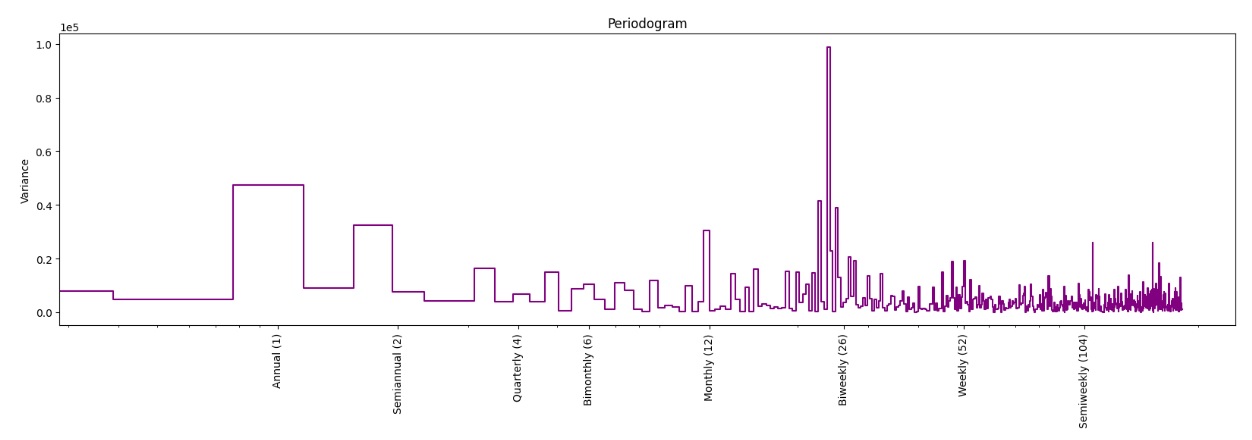 Periodogram
1e5
1.0
0.8
0.6
0.4
0.2
0.0
Variance
Annual (1)
Semiannual (2)
Quarterly (4)
Bimonthly (6)
Monthly (12)
Biweekly (26)
Weekly (52)
Semiweekly (104)